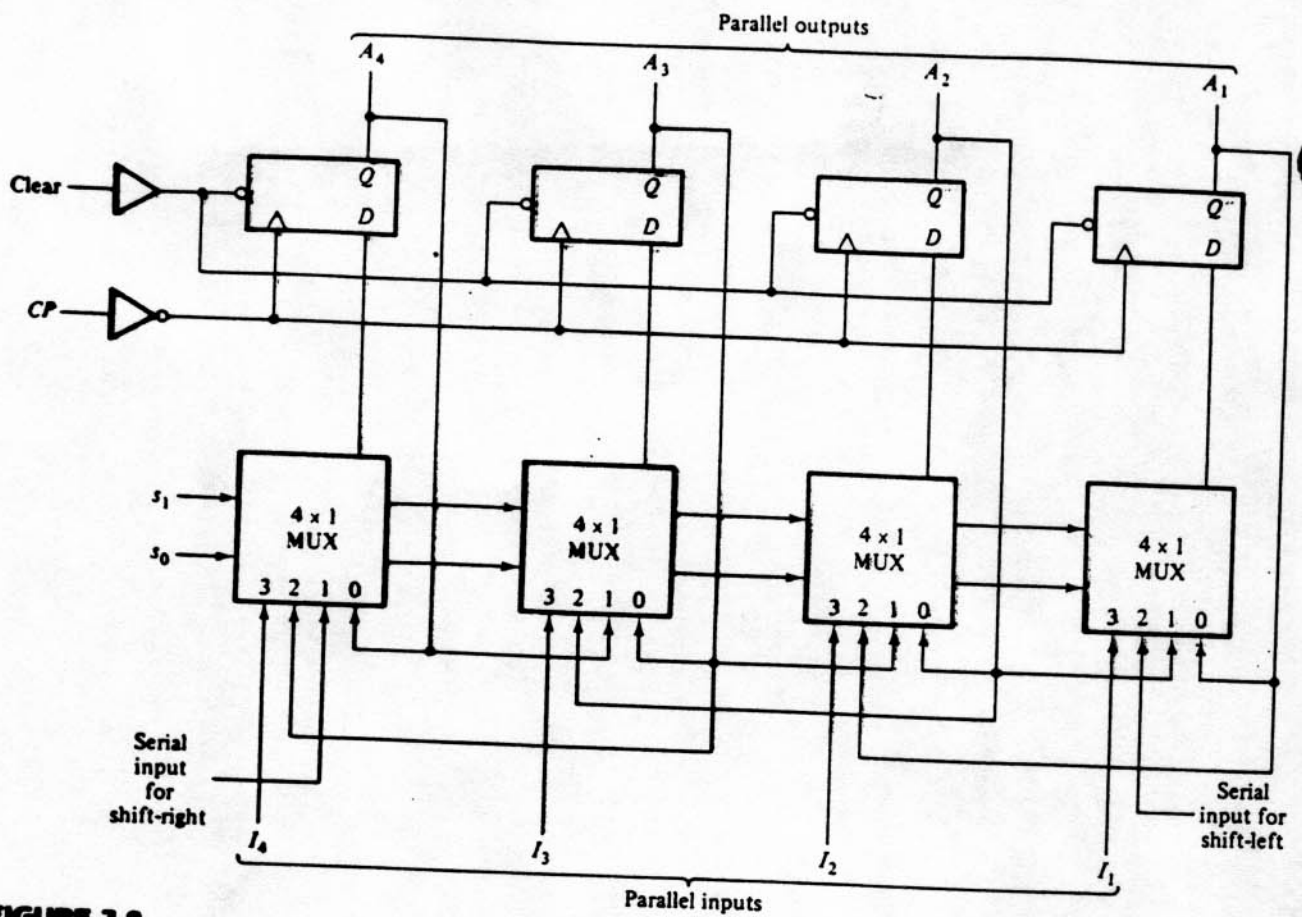 Parallel outputs
A4
A3
A2
A1
Clear
Q
D
Q
D
Q
D
Q
D
CP
s1
s0
4 × 1
MUX
3 2 1 0
4 × 1
MUX
3 2 1 0
4 × 1
MUX
3 2 1 0
4 × 1
MUX
3 2 1 0
Serial
input
for
shift-right
Serial
input for
shift-left
I4
I3
I2
I1
Parallel inputs